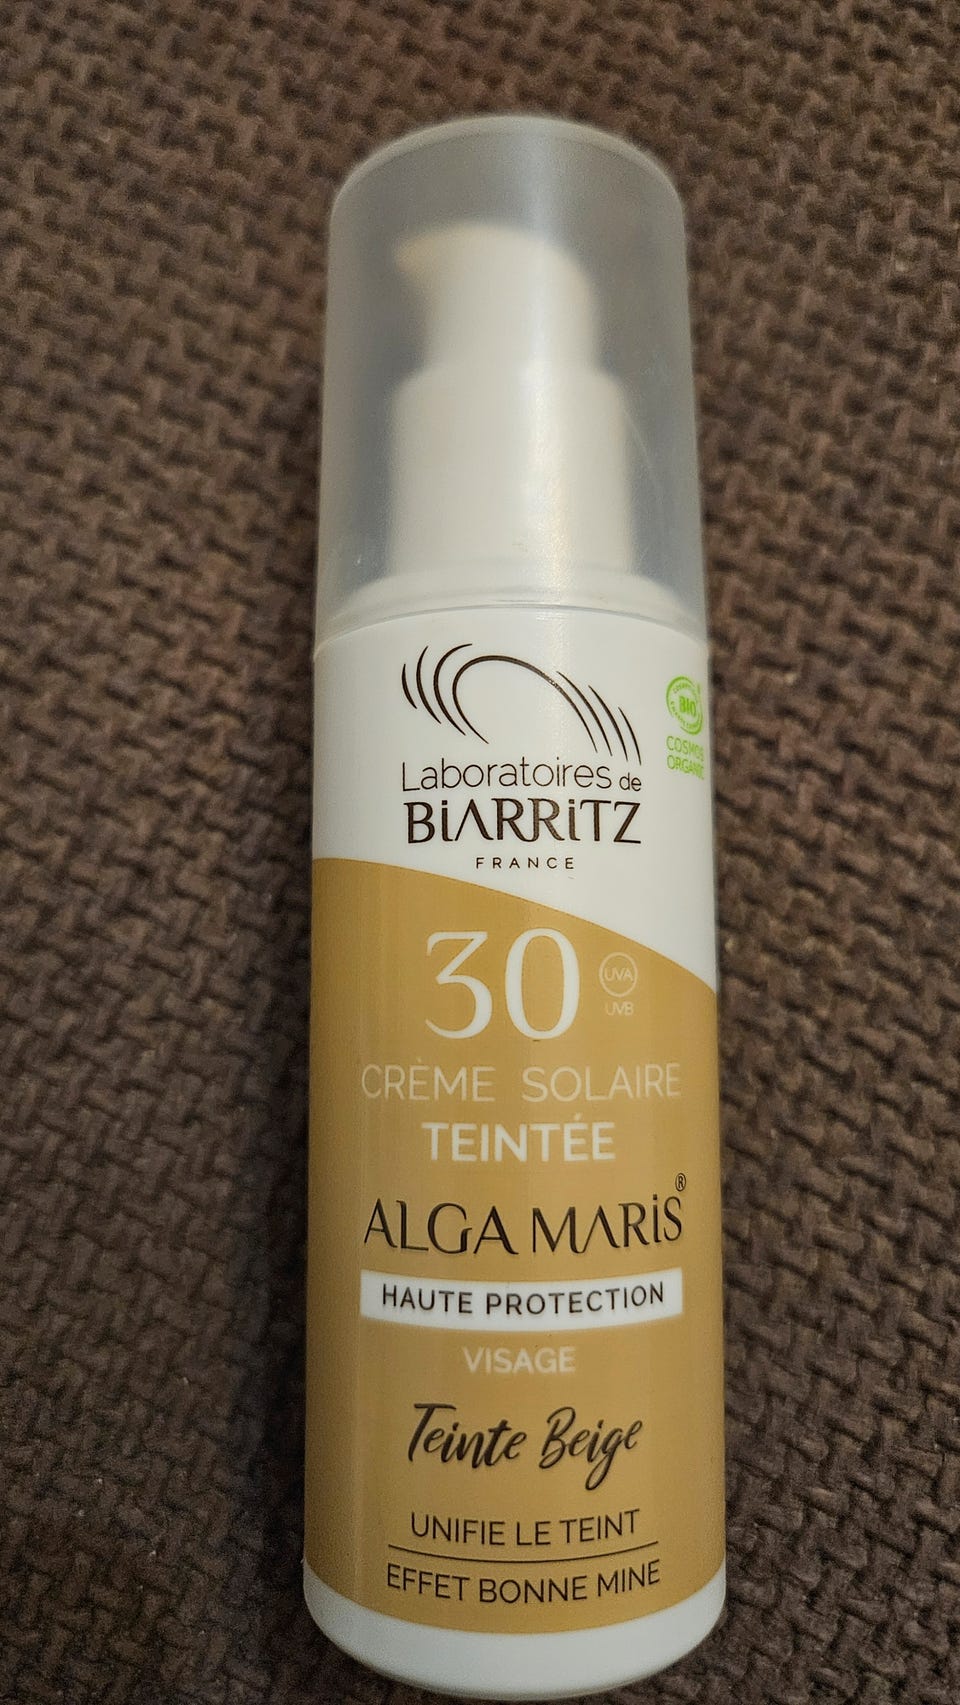 BIO
COSMOS
ORGANIC
Laboratoires de
BiARRiTZ
FRANCE
30
UVA
UVB
CRÈME SOLAIRE
TEINTÉE
ALGA MARiS®
HAUTE PROTECTION
VISAGE
Teinte Beige
UNIFIE LE TEINT
EFFET BONNE MINE